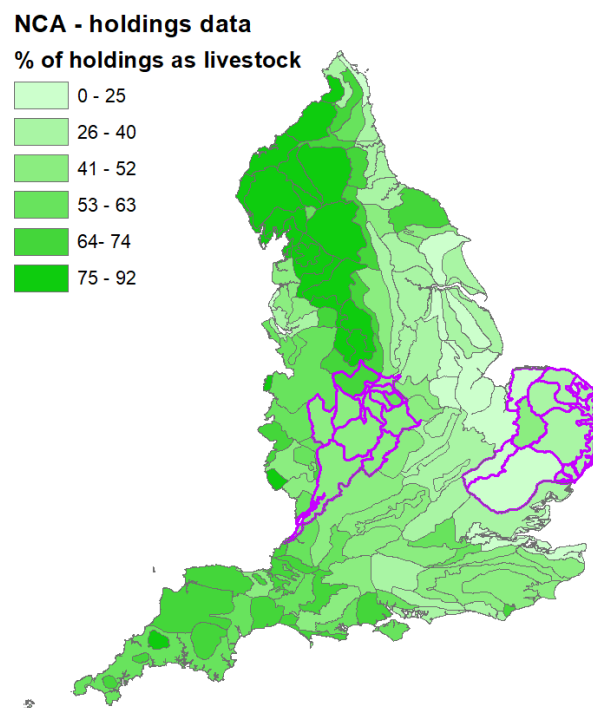 NCA - holdings data
% of holdings as livestock
0 - 25
26 - 40
41 - 52
53 - 63
64- 74
75 - 92